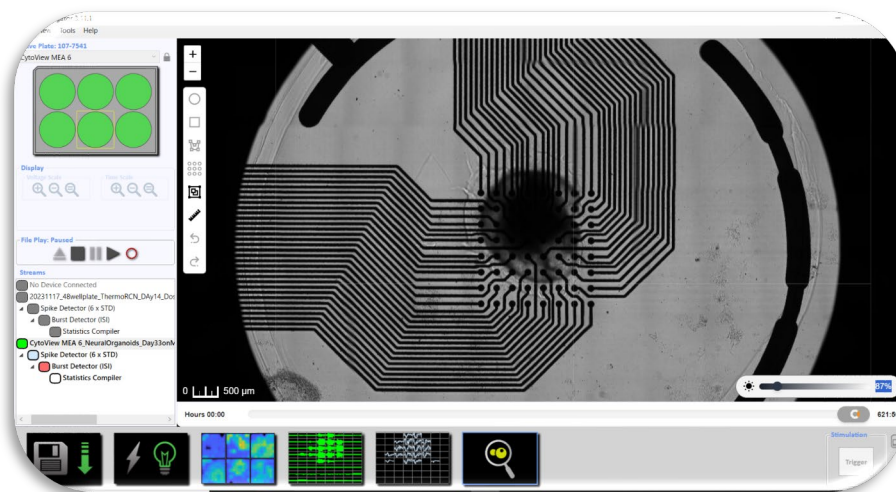 Tools Help
Plate: 107-7541
CytoView MEA 6
Display
File Play: Paused
Streams
No Device Connected
20231117_48wellplate_ThermoRCN_DAy14_Dos
Spike Detector (6 x STD)
Burst Detector (ISI)
Statistics Compiler
CytoView MEA 6_NeuralOrganoids_Day33onM
Spike Detector (6 x STD)
Burst Detector (ISI)
Statistics Compiler
+
−
0 500 µm
87%
Hours 00:00
C
Stimulation
Trigger